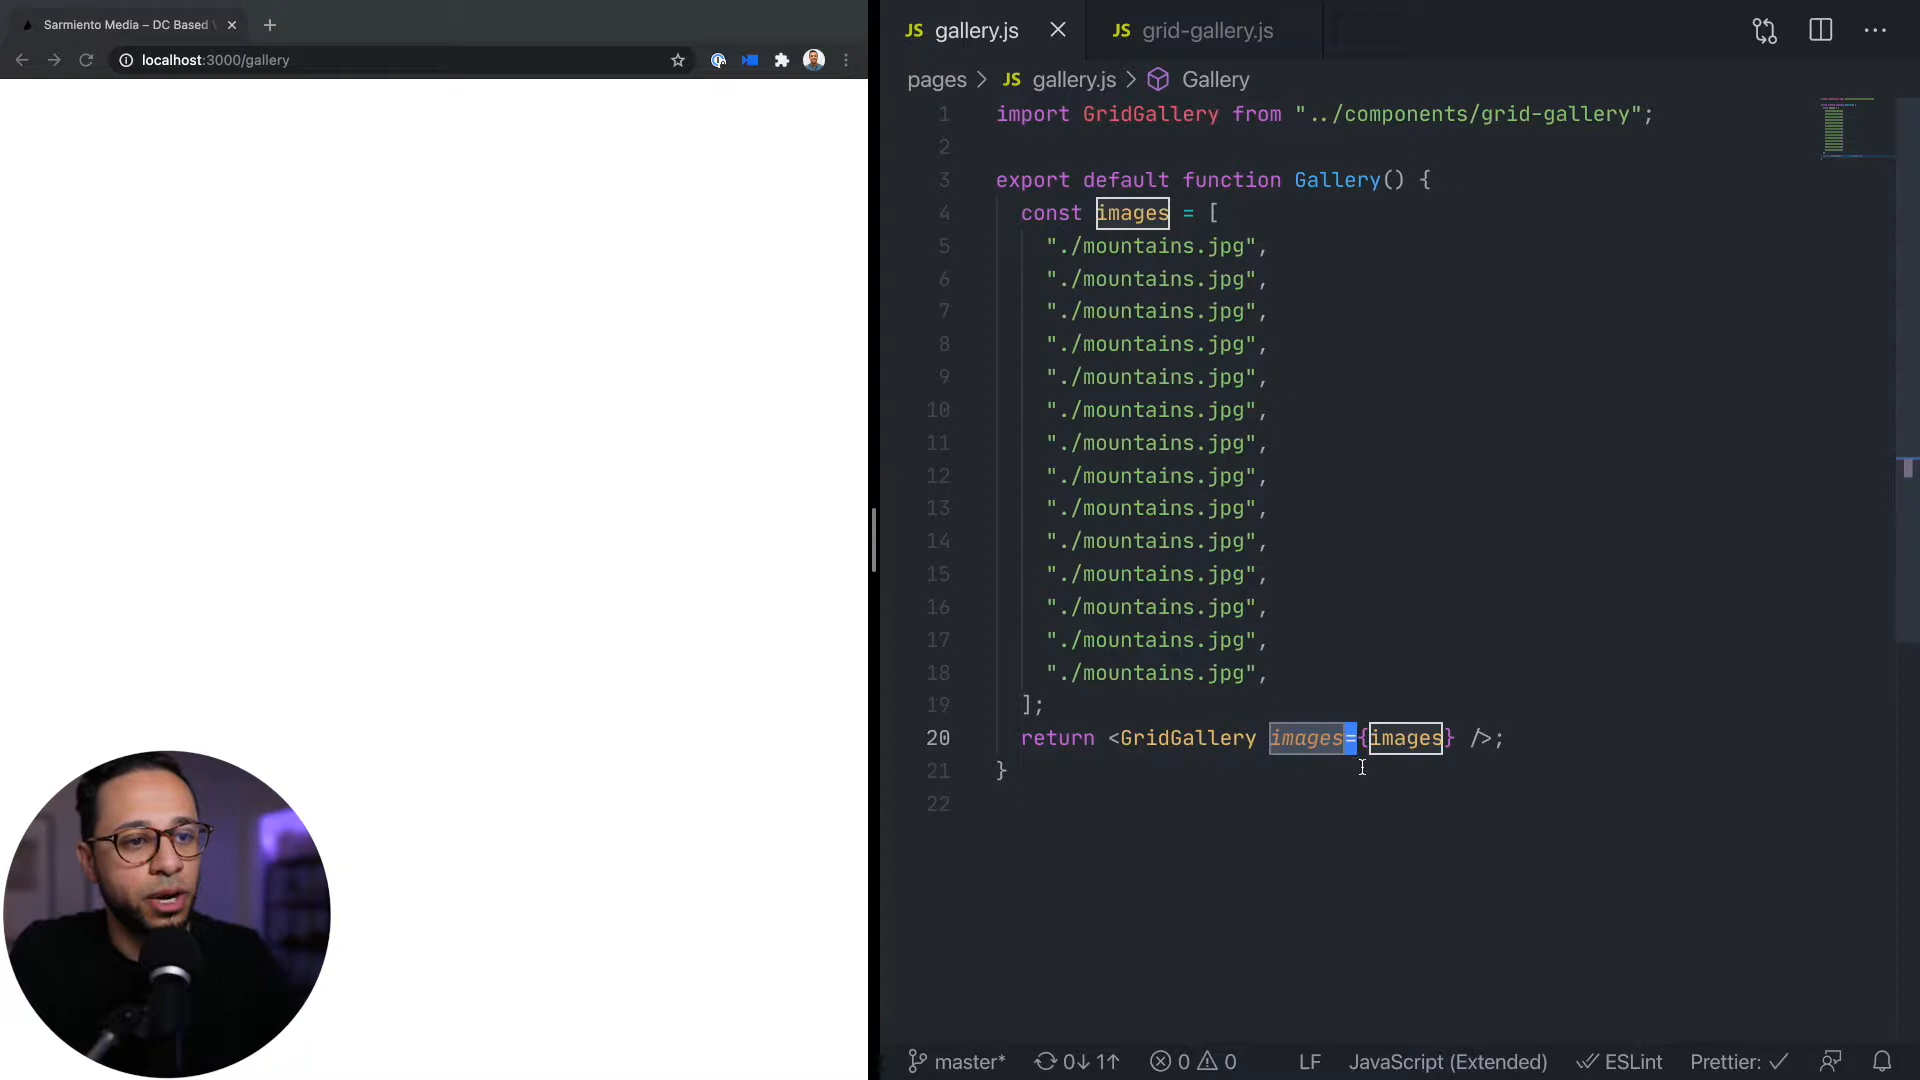 Sarmiento Media – DC Based
localhost:3000/gallery
JS gallery.js
JS grid-gallery.js
pages > JS gallery.js > Gallery
1 import GridGallery from "../components/grid-gallery";
2
3 export default function Gallery() {
4 const images = [
5 "./mountains.jpg",
6 "./mountains.jpg",
7 "./mountains.jpg",
8 "./mountains.jpg",
9 "./mountains.jpg",
10 "./mountains.jpg",
11 "./mountains.jpg",
12 "./mountains.jpg",
13 "./mountains.jpg",
14 "./mountains.jpg",
15 "./mountains.jpg",
16 "./mountains.jpg",
17 "./mountains.jpg",
18 "./mountains.jpg",
19 ];
20 return <GridGallery images={images} />;
21 }
22
master* 0↓ 1↑ 0 0 LF JavaScript (Extended) ESLint Prettier: ✓